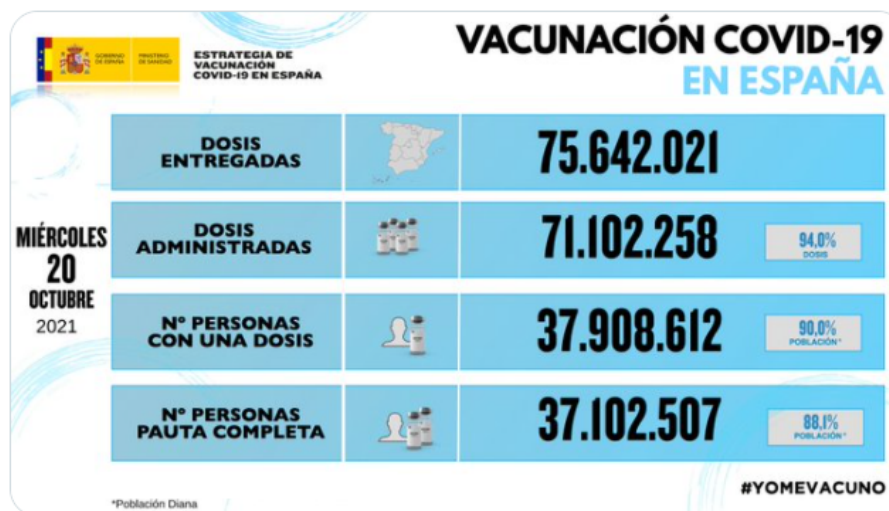 GOBIERNO
DE ESPAÑA
MINISTERIO
DE SANIDAD
ESTRATEGIA DE
VACUNACIÓN
COVID-19 EN ESPAÑA
VACUNACIÓN COVID-19
EN ESPAÑA
MIÉRCOLES
20
OCTUBRE
2021
DOSIS
ENTREGADAS
75.642.021
DOSIS
ADMINISTRADAS
71.102.258
94,0%
DOSIS
Nº PERSONAS
CON UNA DOSIS
37.908.612
90,0%
POBLACIÓN*
Nº PERSONAS
PAUTA COMPLETA
37.102.507
88,1%
POBLACIÓN*
#YOMEVACUNO
*Población Diana